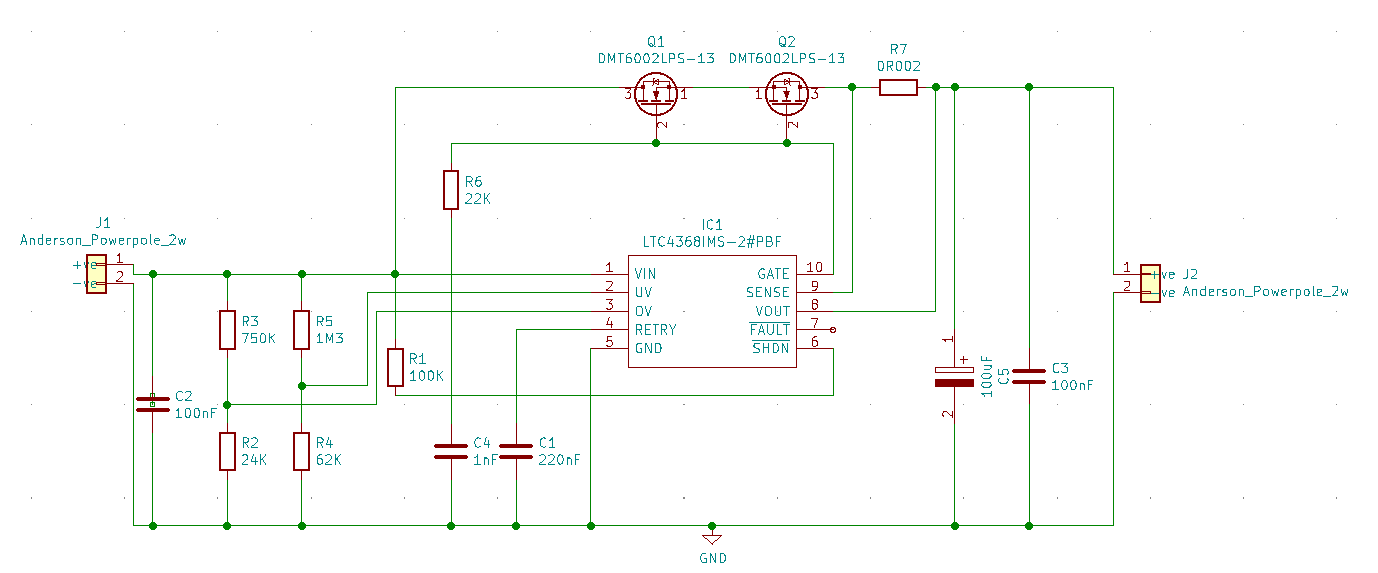 Q1
DMT6002LPS-13
Q2
DMT6002LPS-13
R7
0R002
3
1
2
1
3
2
R6
22K
J1
Anderson_Powerpole_2w
+ve 1
-ve 2
IC1
LTC4368IMS-2#PBF
1 VIN
2 UV
3 OV
4 RETRY
5 GND
GATE 10
SENSE 9
VOUT 8
FAULT 7
SHDN 6
1 +ve J2
2 -ve Anderson_Powerpole_2w
R3
750K
R5
1M3
R1
100K
C2
100nF
R2
24K
R4
62K
C4
1nF
C1
220nF
1
+
2
100uF
C5
C3
100nF
GND